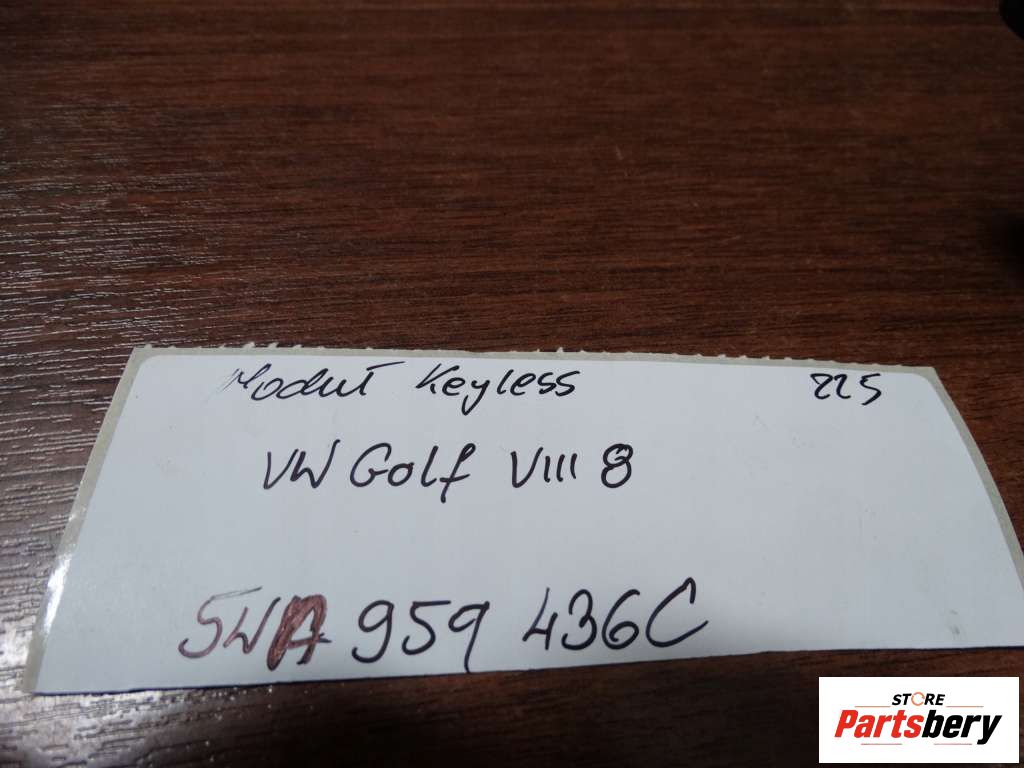 Moduł Keyless 225
VW Golf VIII 8
5WA 959 436C
STORE
Partsbery